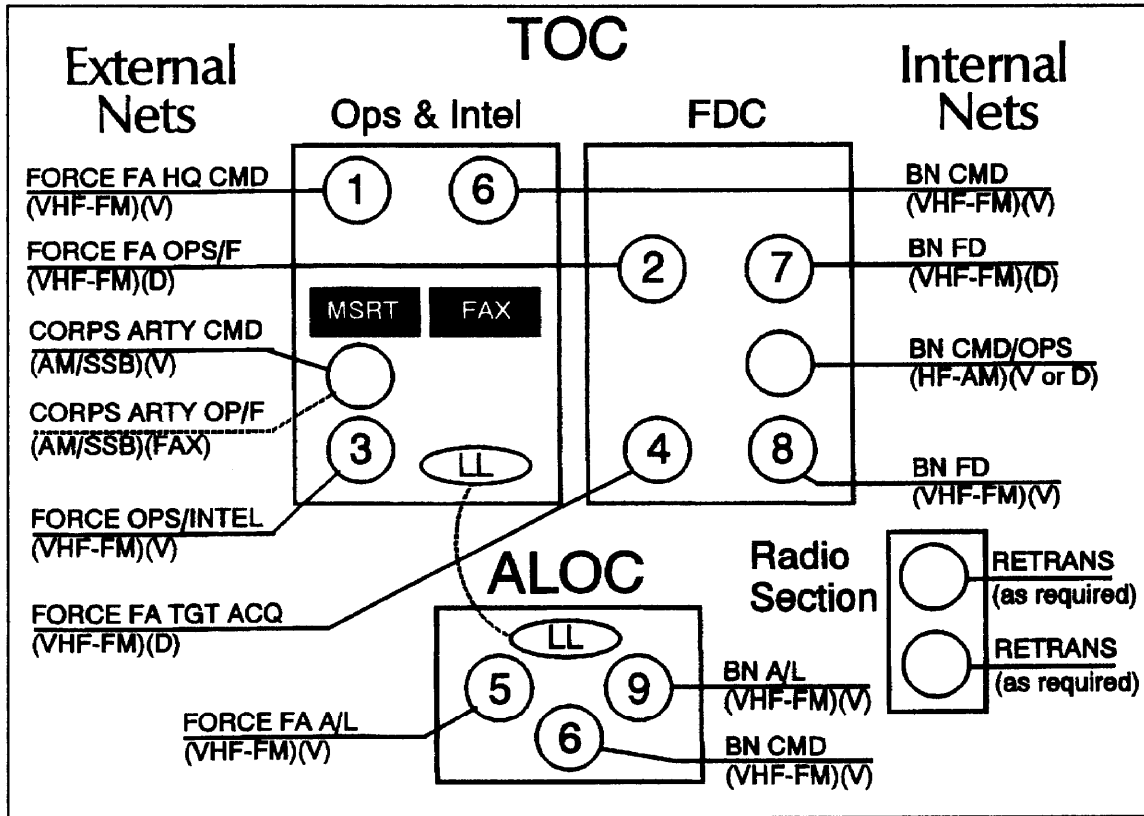 TOC
External
Nets
Internal
Nets
Ops & Intel
FDC
FORCE FA HQ CMD
(VHF-FM)(V)
1
6
BN CMD
(VHF-FM)(V)
FORCE FA OPS/F
(VHF-FM)(D)
2
7
BN FD
(VHF-FM)(D)
MSRT
FAX
CORPS ARTY CMD
(AM/SSB)(V)
BN CMD/OPS
(HF-AM)(V or D)
CORPS ARTY OP/F
(AM/SSB)(FAX)
3
LL
4
8
BN FD
(VHF-FM)(V)
FORCE OPS/INTEL
(VHF-FM)(V)
FORCE FA TGT ACQ
(VHF-FM)(D)
ALOC
LL
5
9
6
FORCE FA A/L
(VHF-FM)(V)
BN A/L
(VHF-FM)(V)
BN CMD
(VHF-FM)(V)
Radio
Section
RETRANS
(as required)
RETRANS
(as required)